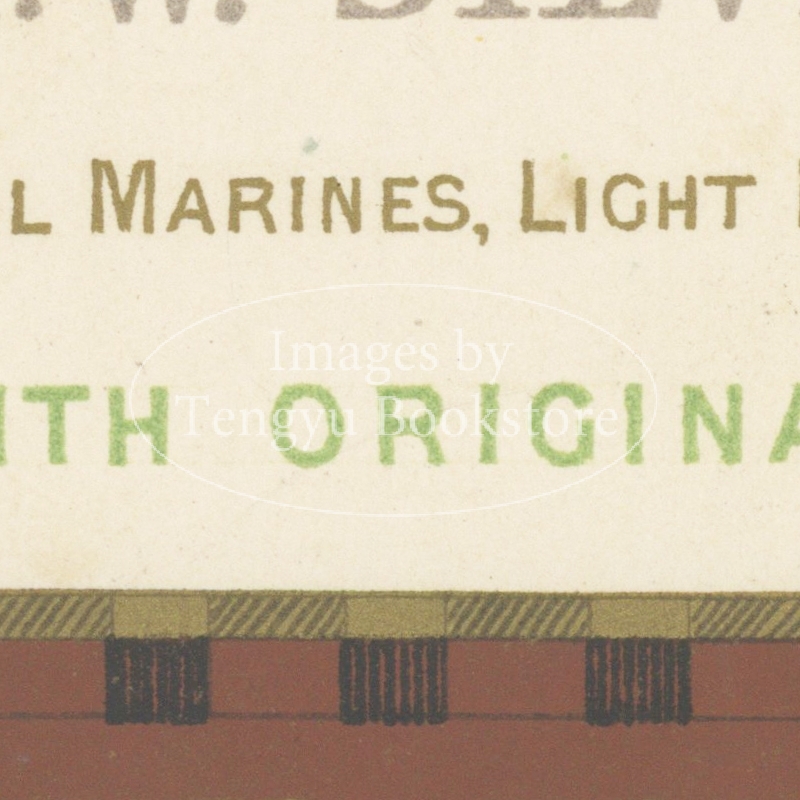 L MARINES, LIGHT
Images by
ITH ORIGINA
Tengyu Bookstore